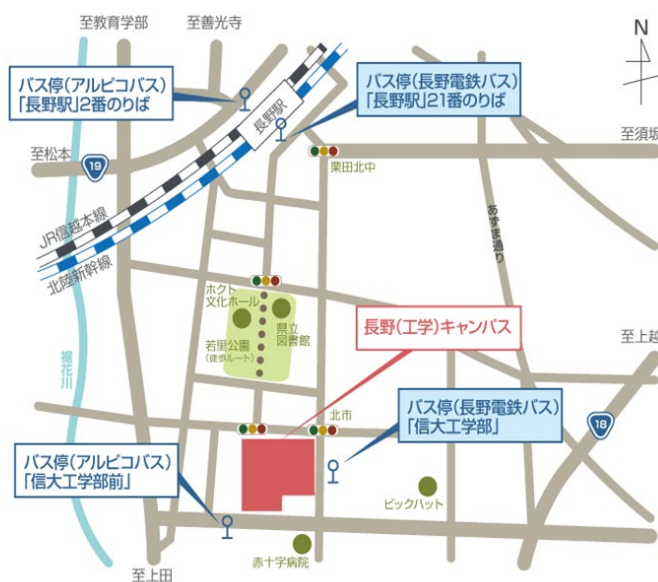 至教育学部
至善光寺
N
バス停(アルピコバス)
「長野駅」2番のりば
バス停(長野電鉄バス)
「長野駅」21番のりば
長野駅
至須坂
至松本
19
栗田北中
あずま通り
JR信越本線
北陸新幹線
ホクト
文化ホール
県立
図書館
若里公園
(徒歩ルート)
長野(工学)キャンパス
至上越
裾花川
北市
バス停(長野電鉄バス)
「信大工学部」
18
バス停(アルピコバス)
「信大工学部前」
ビックハット
赤十字病院
至上田